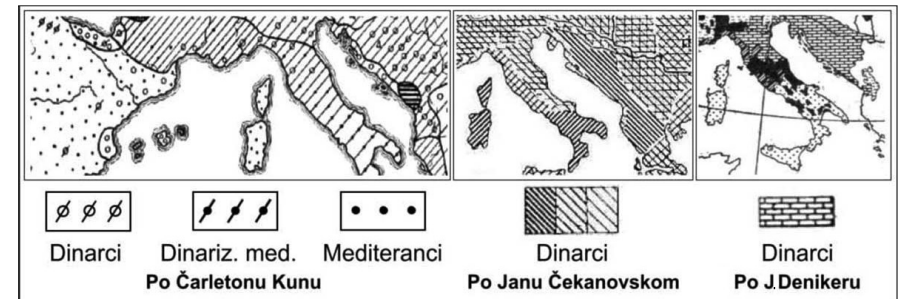 Dinarci Dinariz. med. Mediteranci Dinarci Dinarci
Po Čarletonu Kunu Po Janu Čekanovskom Po J.Denikeru